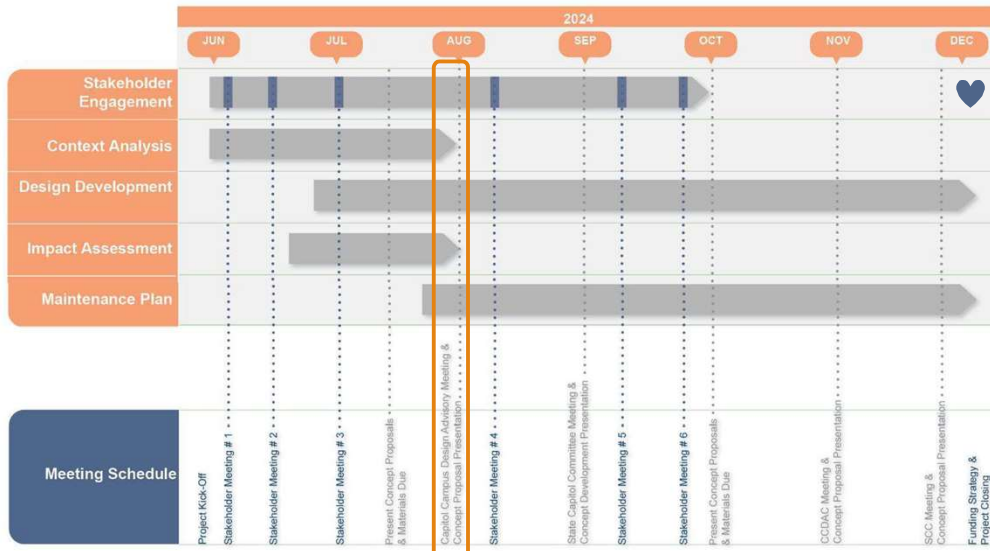 2024
JUN
JUL
AUG
SEP
OCT
NOV
DEC
Stakeholder
Engagement
Context Analysis
Design Development
Impact Assessment
Maintenance Plan
Meeting Schedule
Project Kick-Off
Stakeholder Meeting # 1
Stakeholder Meeting # 2
Stakeholder Meeting # 3
Present Concept Proposals
& Materials Due
Capitol Campus Design Advisory Meeting &
Concept Proposal Presentation
Stakeholder Meeting # 4
State Capitol Committee Meeting &
Concept Development Presentation
Stakeholder Meeting # 5
Stakeholder Meeting # 6
Present Concept Proposals
& Materials Due
CCDAC Meeting &
Concept Proposal Presentation
SCC Meeting &
Concept Proposal Presentation
Funding Strategy &
Project Closing